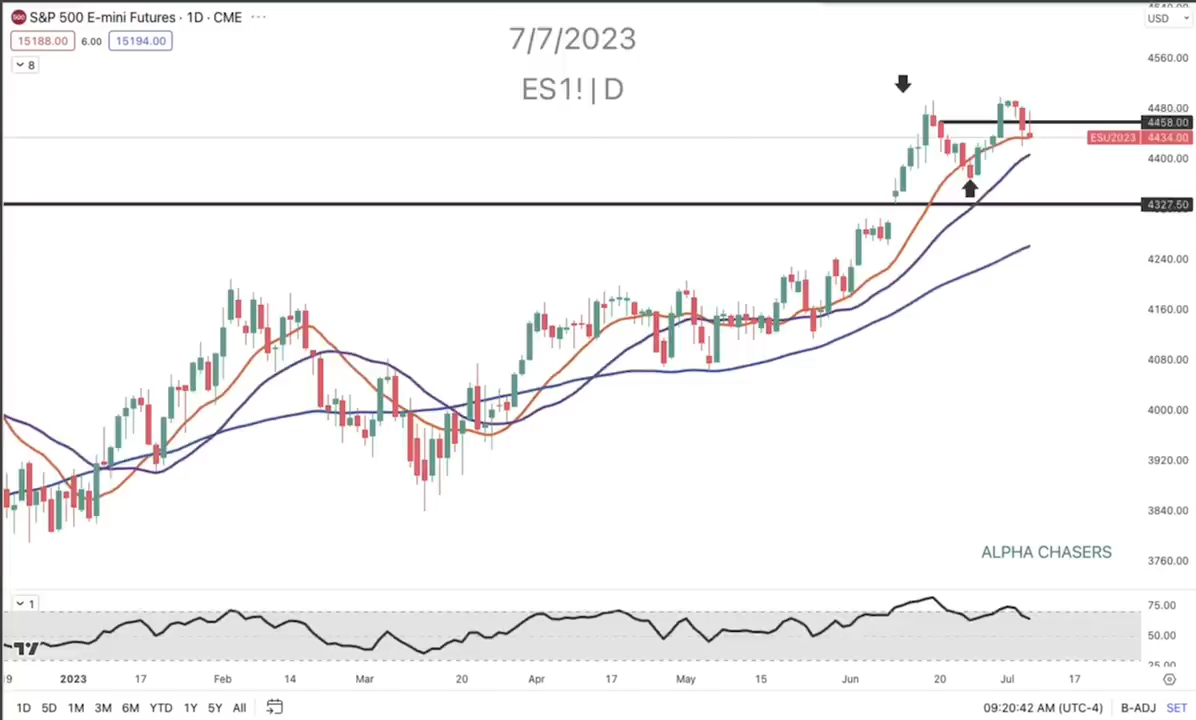 500 S&P 500 E-mini Futures · 1D · CME ···
15188.00 6.00 15194.00
8
7/7/2023
ES1! | D
USD
4560.00
4480.00
4458.00
ESU2023 4434.00
4400.00
4327.50
4240.00
4160.00
4080.00
4000.00
3920.00
3840.00
3760.00
ALPHA CHASERS
1
75.00
50.00
25.00
2023 17 Feb 14 Mar 20 Apr 17 May 15 Jun 20 Jul 17
1D 5D 1M 3M 6M YTD 1Y 5Y All 09:20:42 AM (UTC-4) B-ADJ SET